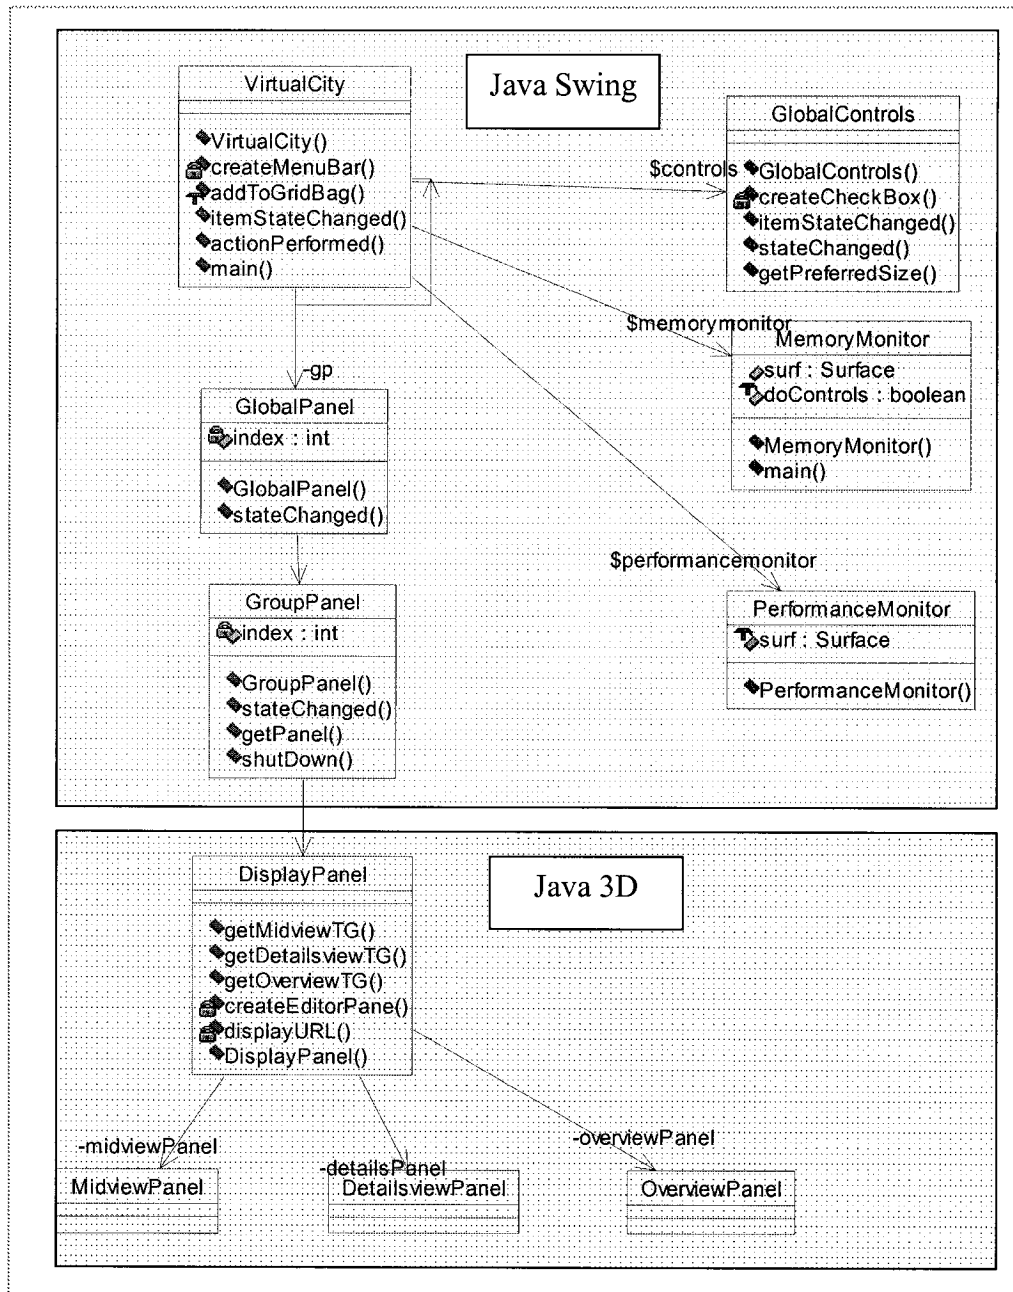 VirtualCity
VirtualCity()
createMenuBar()
addToGridBag()
itemStateChanged()
actionPerformed()
main()
Java Swing
GlobalControls
GlobalControls()
createCheckBox()
itemStateChanged()
stateChanged()
getPreferredSize()
$controls
$memorymonitor
MemoryMonitor
surf : Surface
doControls : boolean
MemoryMonitor()
main()
-gp
GlobalPanel
index : int
GlobalPanel()
stateChanged()
$performancemonitor
PerformanceMonitor
surf : Surface
PerformanceMonitor()
GroupPanel
index : int
GroupPanel()
stateChanged()
getPanel()
shutDown()
Java 3D
DisplayPanel
getMidviewTG()
getDetailsviewTG()
getOverviewTG()
createEditorPane()
displayURL()
DisplayPanel()
-midviewPanel
-detailsPanel
-overviewPanel
MidviewPanel
DetailsviewPanel
OverviewPanel